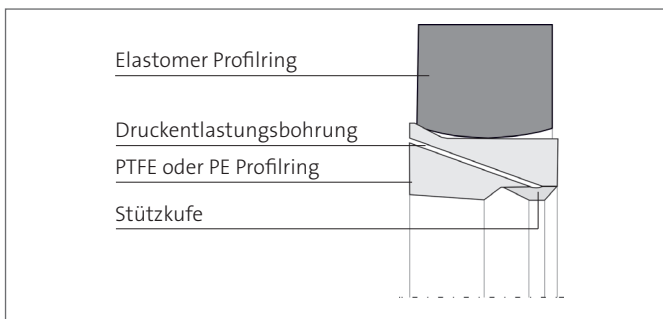 Elastomer Profilring
Druckentlastungsbohrung
PTFE oder PE Profilring
Stützkufe